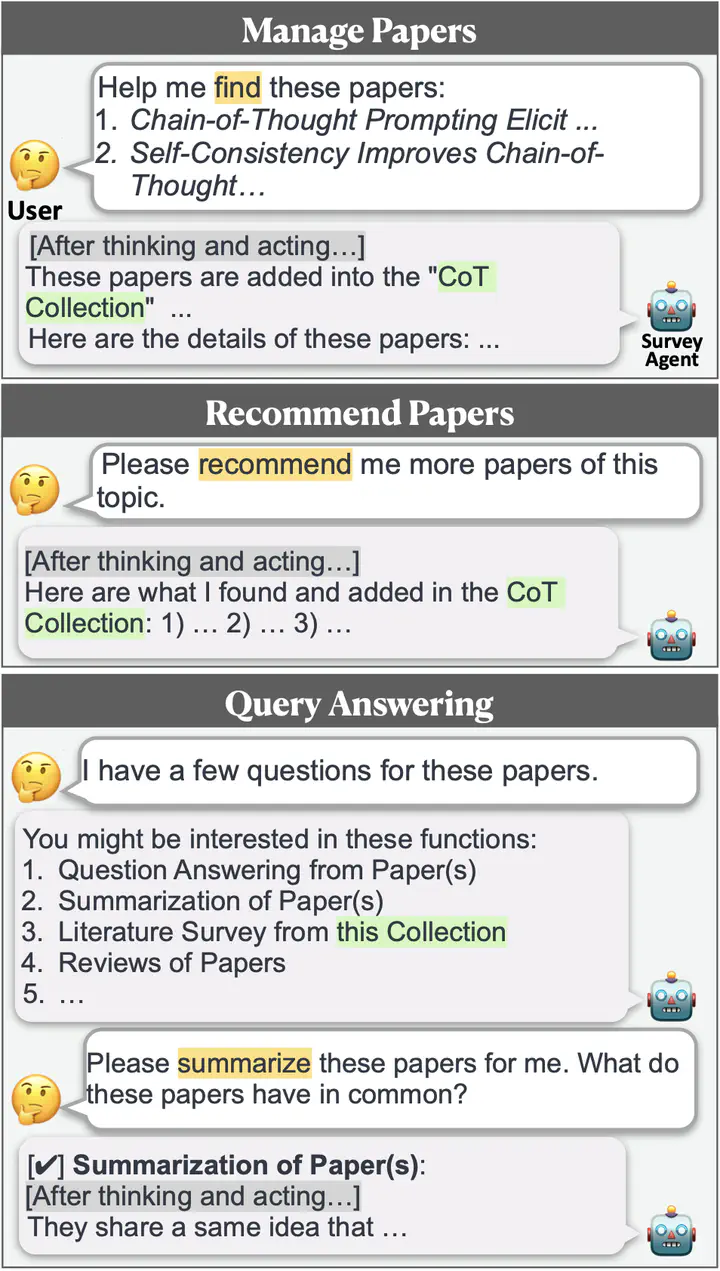 Manage Papers
Help me find these papers:
1. Chain-of-Thought Prompting Elicit ...
2. Self-Consistency Improves Chain-of-
Thought…
User
[After thinking and acting…]
These papers are added into the "CoT
Collection" ...
Here are the details of these papers: ...
Survey
Agent
Recommend Papers
Please recommend me more papers of this
topic.
[After thinking and acting…]
Here are what I found and added in the CoT
Collection: 1) … 2) … 3) …
Query Answering
I have a few questions for these papers.
You might be interested in these functions:
1. Question Answering from Paper(s)
2. Summarization of Paper(s)
3. Literature Survey from this Collection
4. Reviews of Papers
5. …
Please summarize these papers for me. What do
these papers have in common?
[✔] Summarization of Paper(s):
[After thinking and acting…]
They share a same idea that …